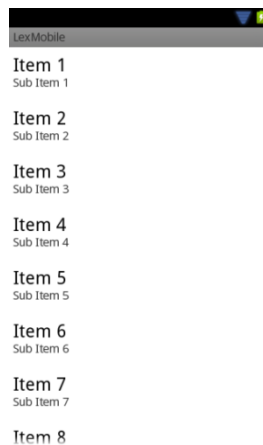 LexMobile
Item 1
Sub Item 1
Item 2
Sub Item 2
Item 3
Sub Item 3
Item 4
Sub Item 4
Item 5
Sub Item 5
Item 6
Sub Item 6
Item 7
Sub Item 7
Item 8